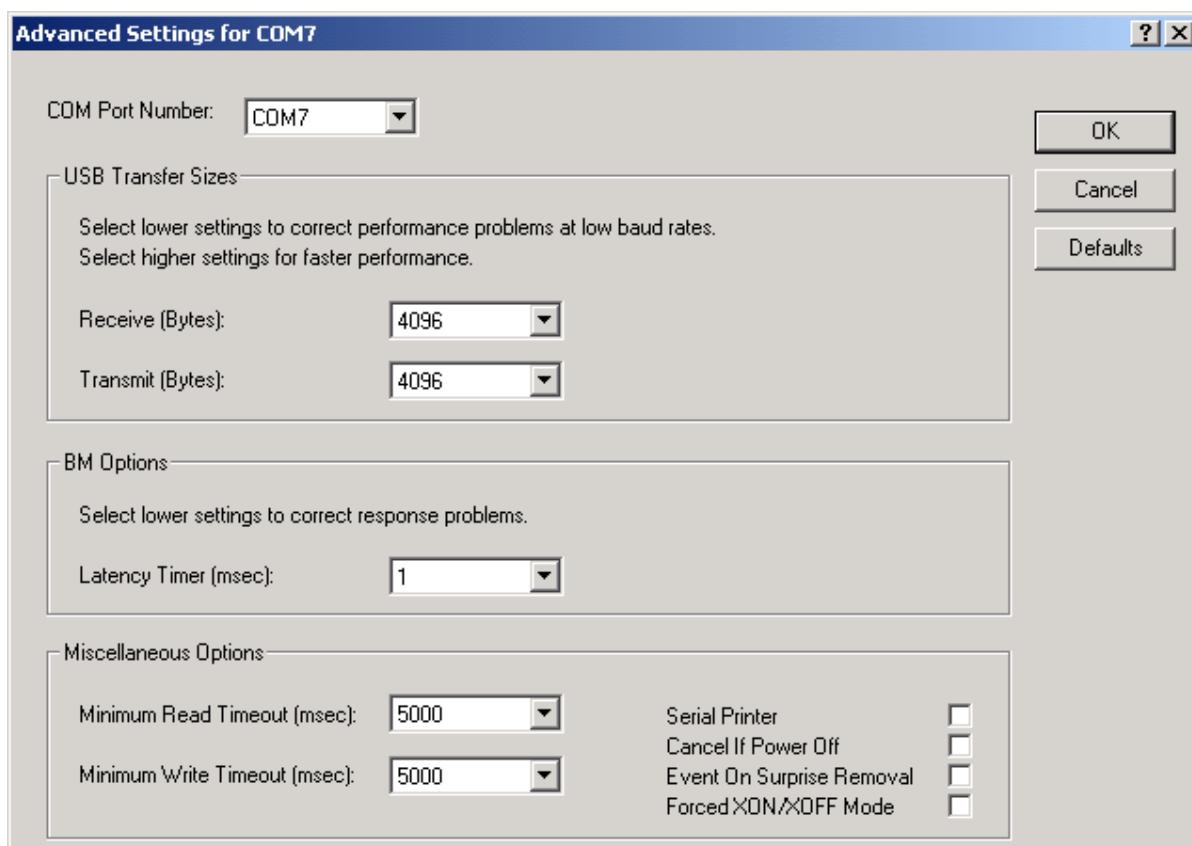 Advanced Settings for COM7
COM Port Number: COM7
OK
Cancel
Defaults
USB Transfer Sizes
Select lower settings to correct performance problems at low baud rates.
Select higher settings for faster performance.
Receive (Bytes): 4096
Transmit (Bytes): 4096
BM Options
Select lower settings to correct response problems.
Latency Timer (msec): 1
Miscellaneous Options
Minimum Read Timeout (msec): 5000
Minimum Write Timeout (msec): 5000
Serial Printer
Cancel If Power Off
Event On Surprise Removal
Forced XON/XOFF Mode